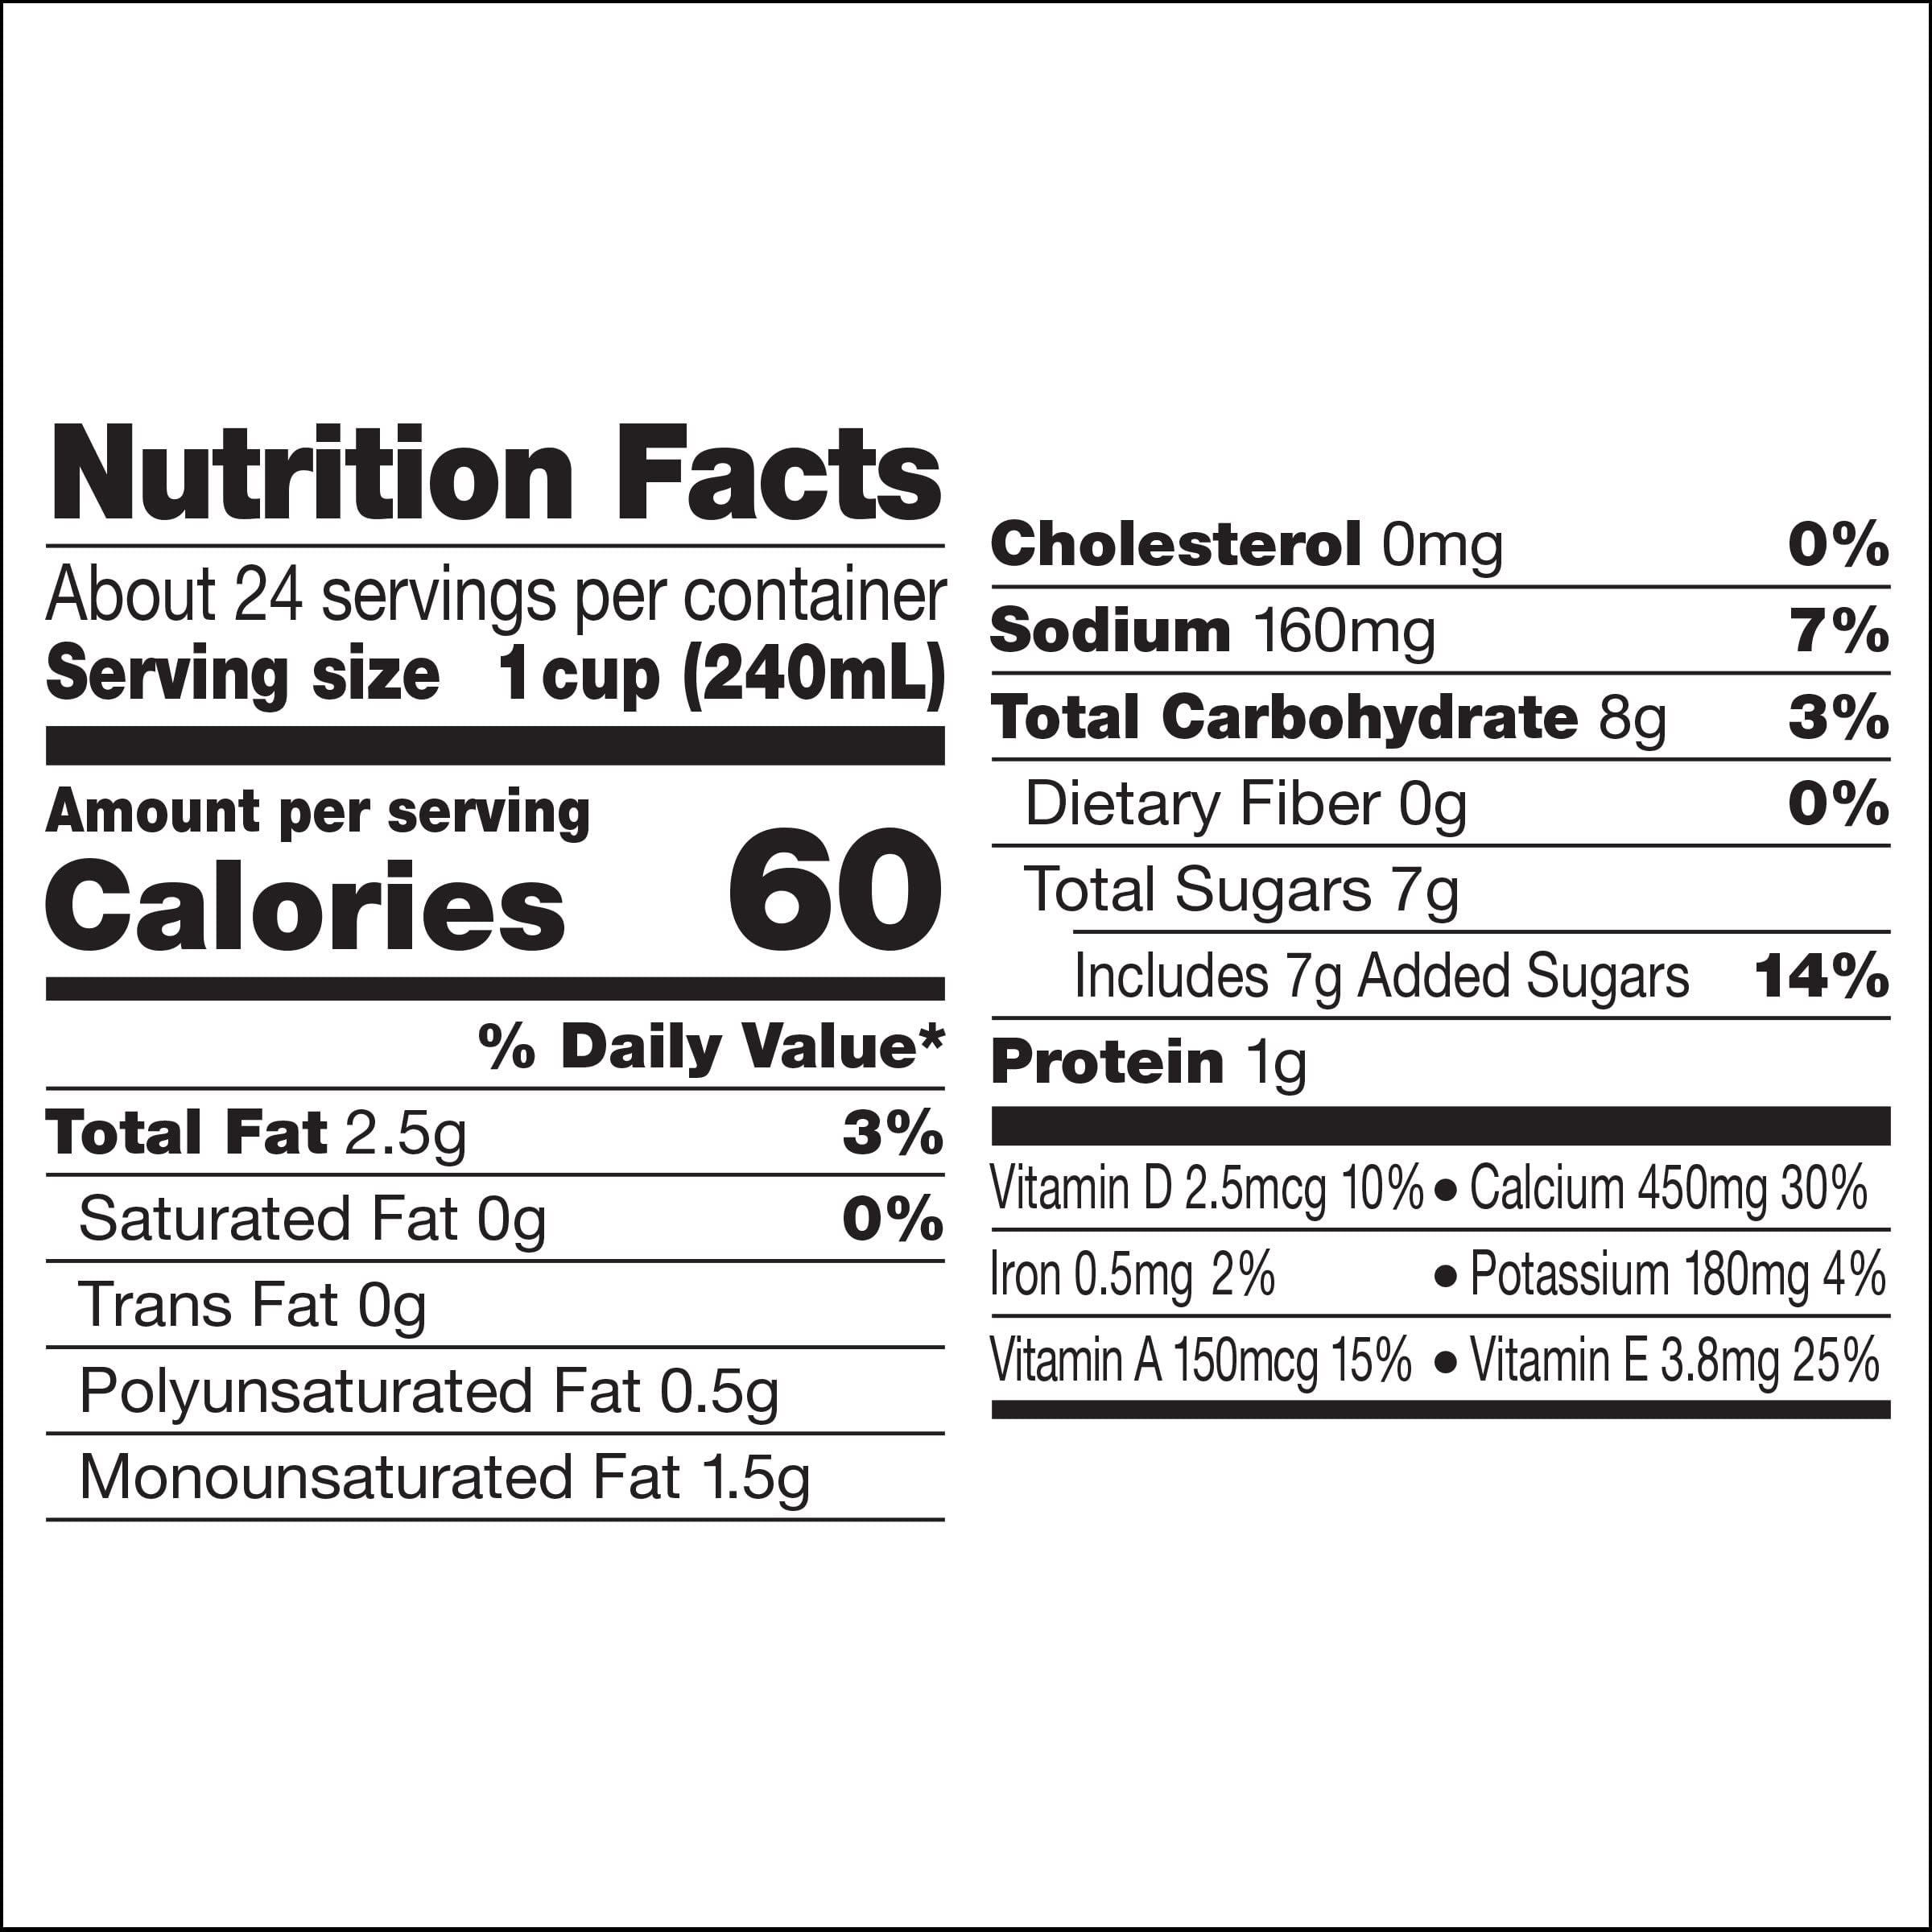 Nutrition Facts
About 24 servings per container
Serving size 1 cup (240mL)
Amount per serving
Calories 60
% Daily Value*
Total Fat 2.5g 3%
Saturated Fat 0g 0%
Trans Fat 0g
Polyunsaturated Fat 0.5g
Monounsaturated Fat 1.5g
Cholesterol 0mg 0%
Sodium 160mg 7%
Total Carbohydrate 8g 3%
Dietary Fiber 0g 0%
Total Sugars 7g
Includes 7g Added Sugars 14%
Protein 1g
Vitamin D 2.5mcg 10% ● Calcium 450mg 30%
Iron 0.5mg 2% ● Potassium 180mg 4%
Vitamin A 150mcg 15% ● Vitamin E 3.8mg 25%